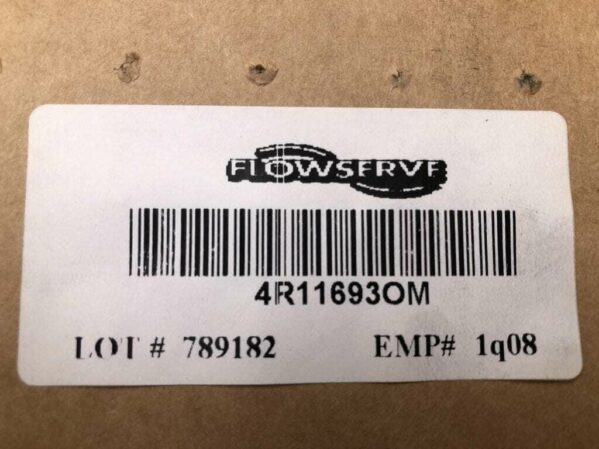 FLOWSERVE
4R11693OM
LOT # 789182 EMP# 1q08